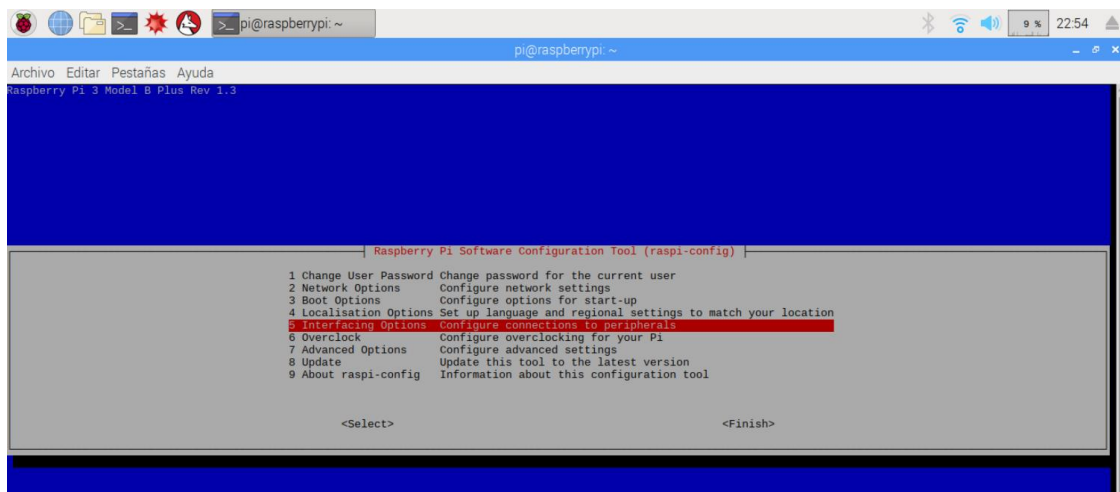 pi@raspberrypi: ~
9 %
22:54
pi@raspberrypi: ~
Archivo Editar Pestañas Ayuda
Raspberry Pi 3 Model B Plus Rev 1.3
Raspberry Pi Software Configuration Tool (raspi-config)
1 Change User Password Change password for the current user
2 Network Options Configure network settings
3 Boot Options Configure options for start-up
4 Localisation Options Set up language and regional settings to match your location
5 Interfacing Options Configure connections to peripherals
6 Overclock Configure overclocking for your Pi
7 Advanced Options Configure advanced settings
8 Update Update this tool to the latest version
9 About raspi-config Information about this configuration tool
<Select> <Finish>